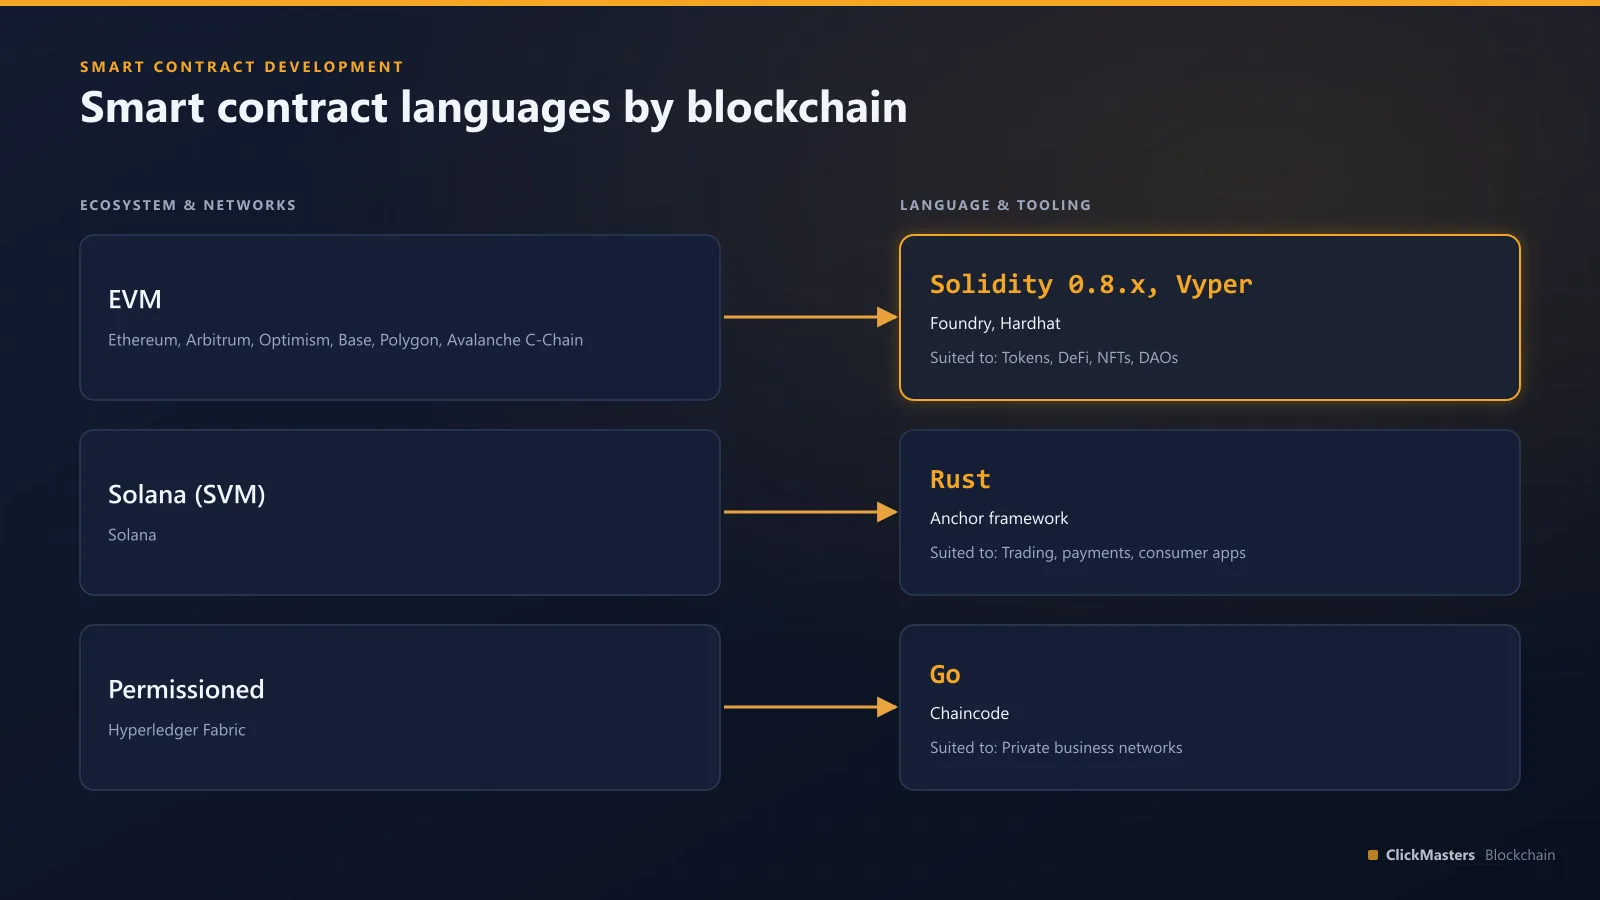 SMART CONTRACT DEVELOPMENT
Smart contract languages by blockchain
ECOSYSTEM & NETWORKS
LANGUAGE & TOOLING
EVM
Ethereum, Arbitrum, Optimism, Base, Polygon, Avalanche C-Chain
Solidity 0.8.x, Vyper
Foundry, Hardhat
Suited to: Tokens, DeFi, NFTs, DAOs
Solana (SVM)
Solana
Rust
Anchor framework
Suited to: Trading, payments, consumer apps
Permissioned
Hyperledger Fabric
Go
Chaincode
Suited to: Private business networks
ClickMasters Blockchain